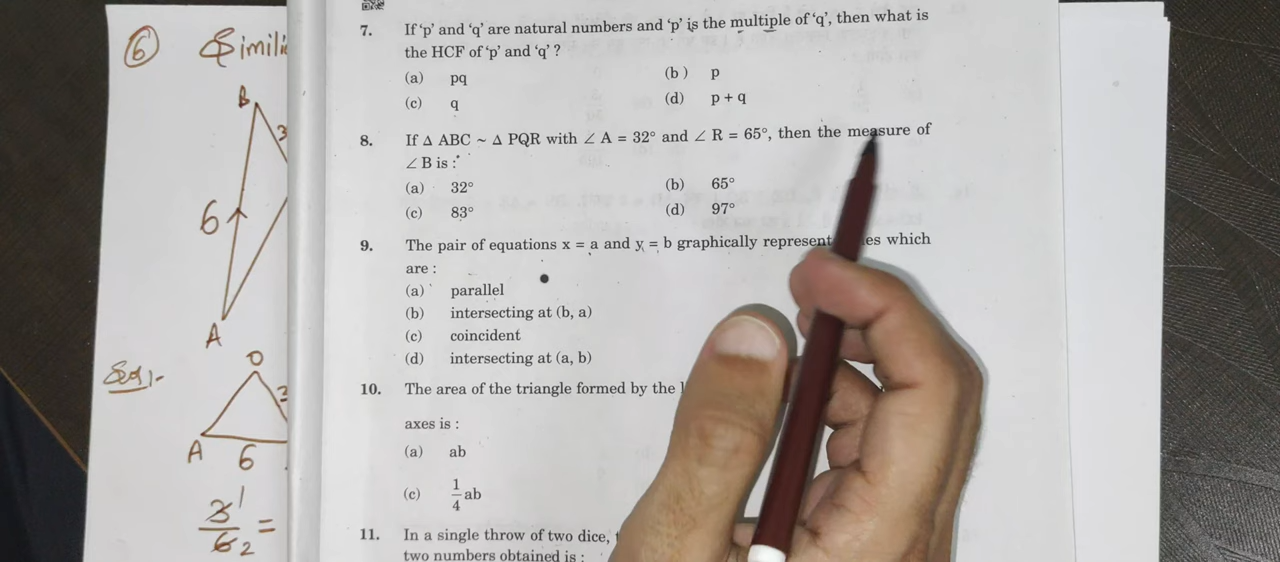 6
Simili
B
3
6
A
Sol:-
O
3
A 6
3 1
6 2 =
7. If 'p' and 'q' are natural numbers and 'p' is the multiple of 'q', then what is
the HCF of 'p' and 'q' ?
(a) pq (b) p
(c) q (d) p + q
8. If Δ ABC ~ Δ PQR with ∠ A = 32° and ∠ R = 65°, then the measure of
∠ B is :
(a) 32° (b) 65°
(c) 83° (d) 97°
9. The pair of equations x = a and y = b graphically represent es which
are :
(a) parallel
(b) intersecting at (b, a)
(c) coincident
(d) intersecting at (a, b)
10. The area of the triangle formed by the
axes is :
(a) ab
(c) 1/4 ab
11. In a single throw of two dice,
two numbers obtained is :